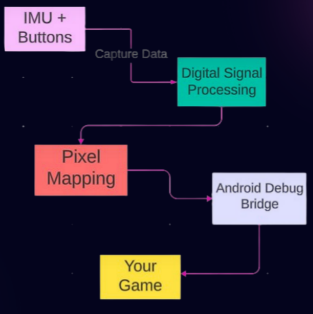 IMU +
Buttons
Capture Data
Digital Signal
Processing
Pixel
Mapping
Android Debug
Bridge
Your
Game